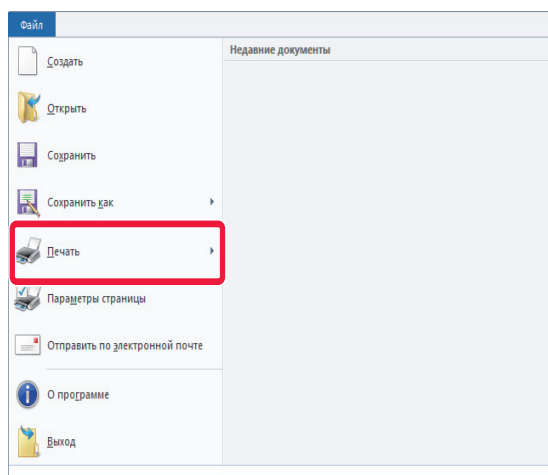 Файл
Недавние документы
Создать
Открыть
Сохранить
Сохранить как
Печать
Параметры страницы
Отправить по электронной почте
О программе
Выход